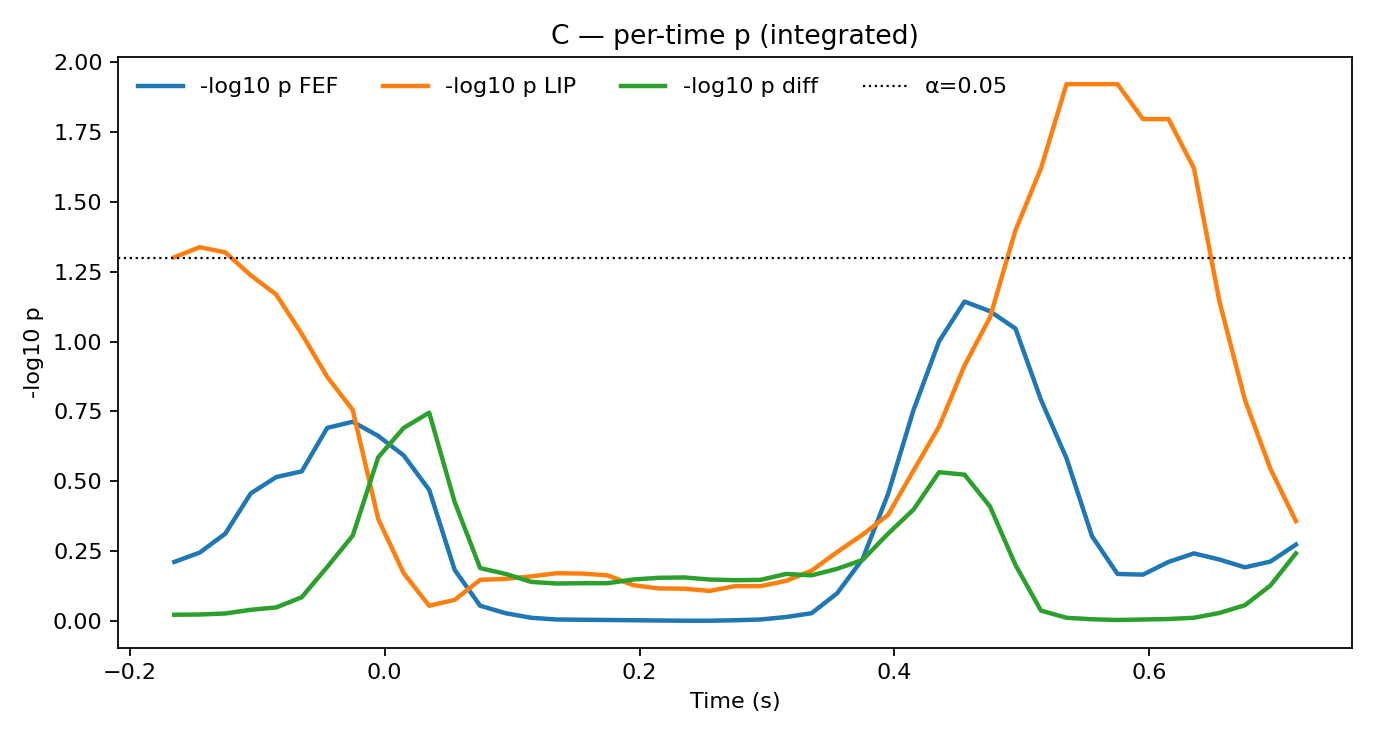 C — per-time p (integrated)
2.00
-log10 p FEF -log10 p LIP -log10 p diff α=0.05
1.75
1.50
1.25
1.00
0.75
0.50
0.25
0.00
-log10 p
−0.2 0.0 0.2 0.4 0.6
Time (s)